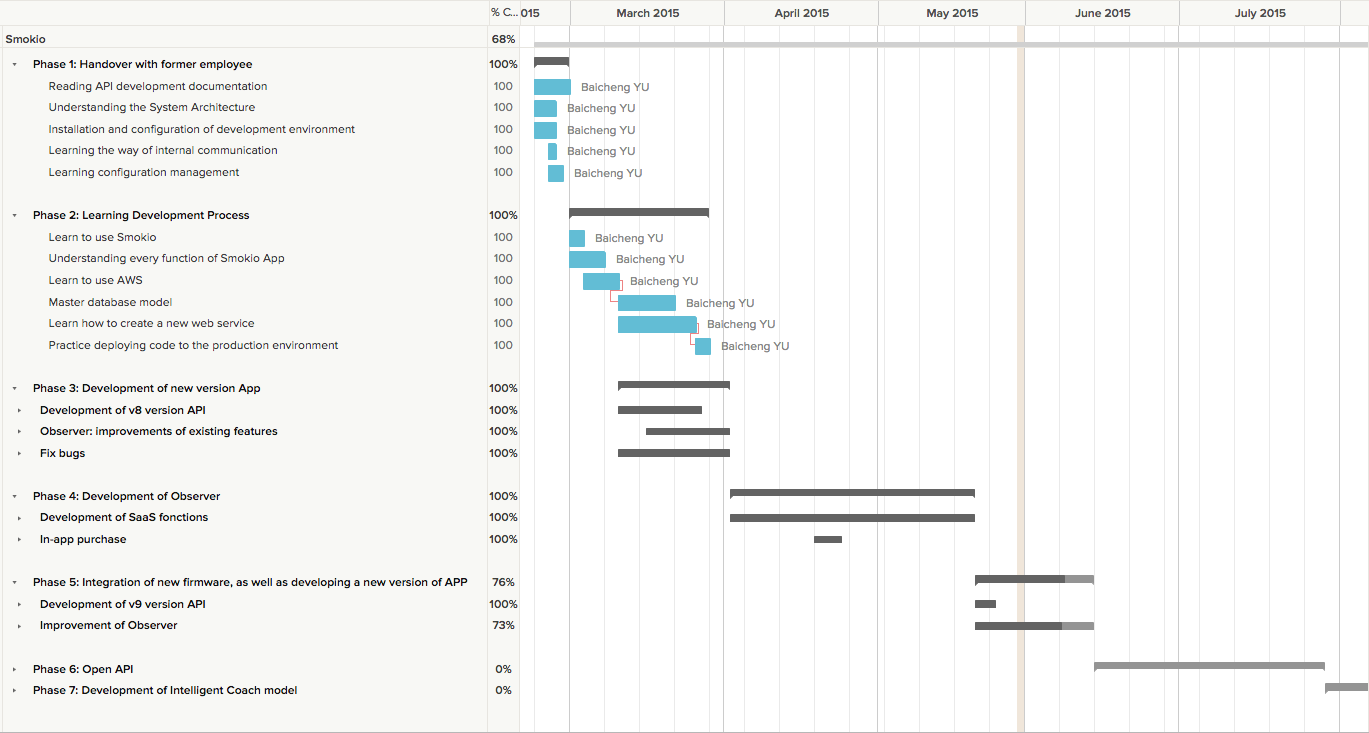 % C... 015 March 2015 April 2015 May 2015 June 2015 July 2015
Smokio 68%
Phase 1: Handover with former employee 100%
Reading API development documentation 100 Baicheng YU
Understanding the System Architecture 100 Baicheng YU
Installation and configuration of development environment 100 Baicheng YU
Learning the way of internal communication 100 Baicheng YU
Learning configuration management 100 Baicheng YU
Phase 2: Learning Development Process 100%
Learn to use Smokio 100 Baicheng YU
Understanding every function of Smokio App 100 Baicheng YU
Learn to use AWS 100 Baicheng YU
Master database model 100 Baicheng YU
Learn how to create a new web service 100 Baicheng YU
Practice deploying code to the production environment 100 Baicheng YU
Phase 3: Development of new version App 100%
Development of v8 version API 100%
Observer: improvements of existing features 100%
Fix bugs 100%
Phase 4: Development of Observer 100%
Development of SaaS fonctions 100%
In-app purchase 100%
Phase 5: Integration of new firmware, as well as developing a new version of APP 76%
Development of v9 version API 100%
Improvement of Observer 73%
Phase 6: Open API 0%
Phase 7: Development of Intelligent Coach model 0%